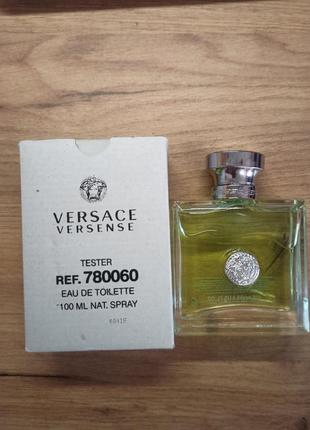 VERSACE
VERSENSE
TESTER
REF. 780060
EAU DE TOILETTE
100 ML NAT. SPRAY